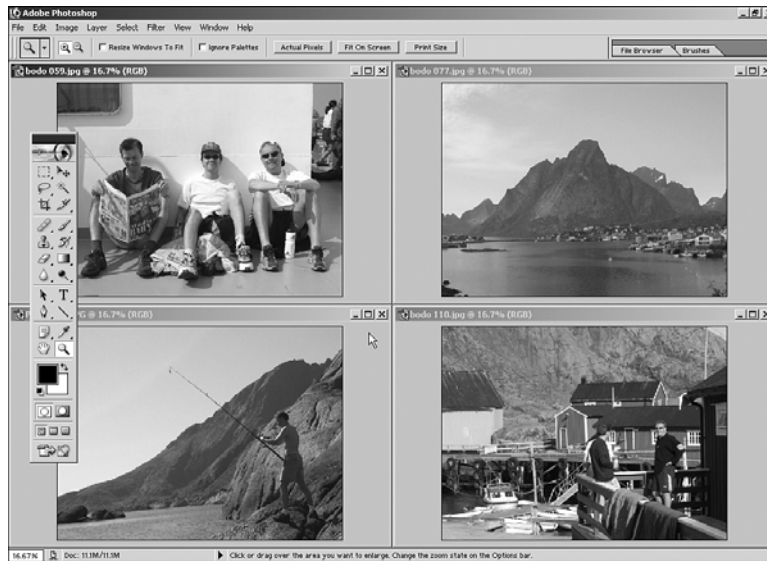 Adobe Photoshop
File Edit Image Layer Select Filter View Window Help
Resize Windows To Fit Ignore Palettes Actual Pixels Fit On Screen Print Size File Browser Brushes
bodo 059.jpg @ 16.7% (RGB)
bodo 077.jpg @ 16.7% (RGB)
G @ 16.7% (RGB)
bodo 110.jpg @ 16.7% (RGB)
T
16.67% Doc: 11.1M/11.1M Click or drag over the area you want to enlarge. Change the zoom state on the Options bar.